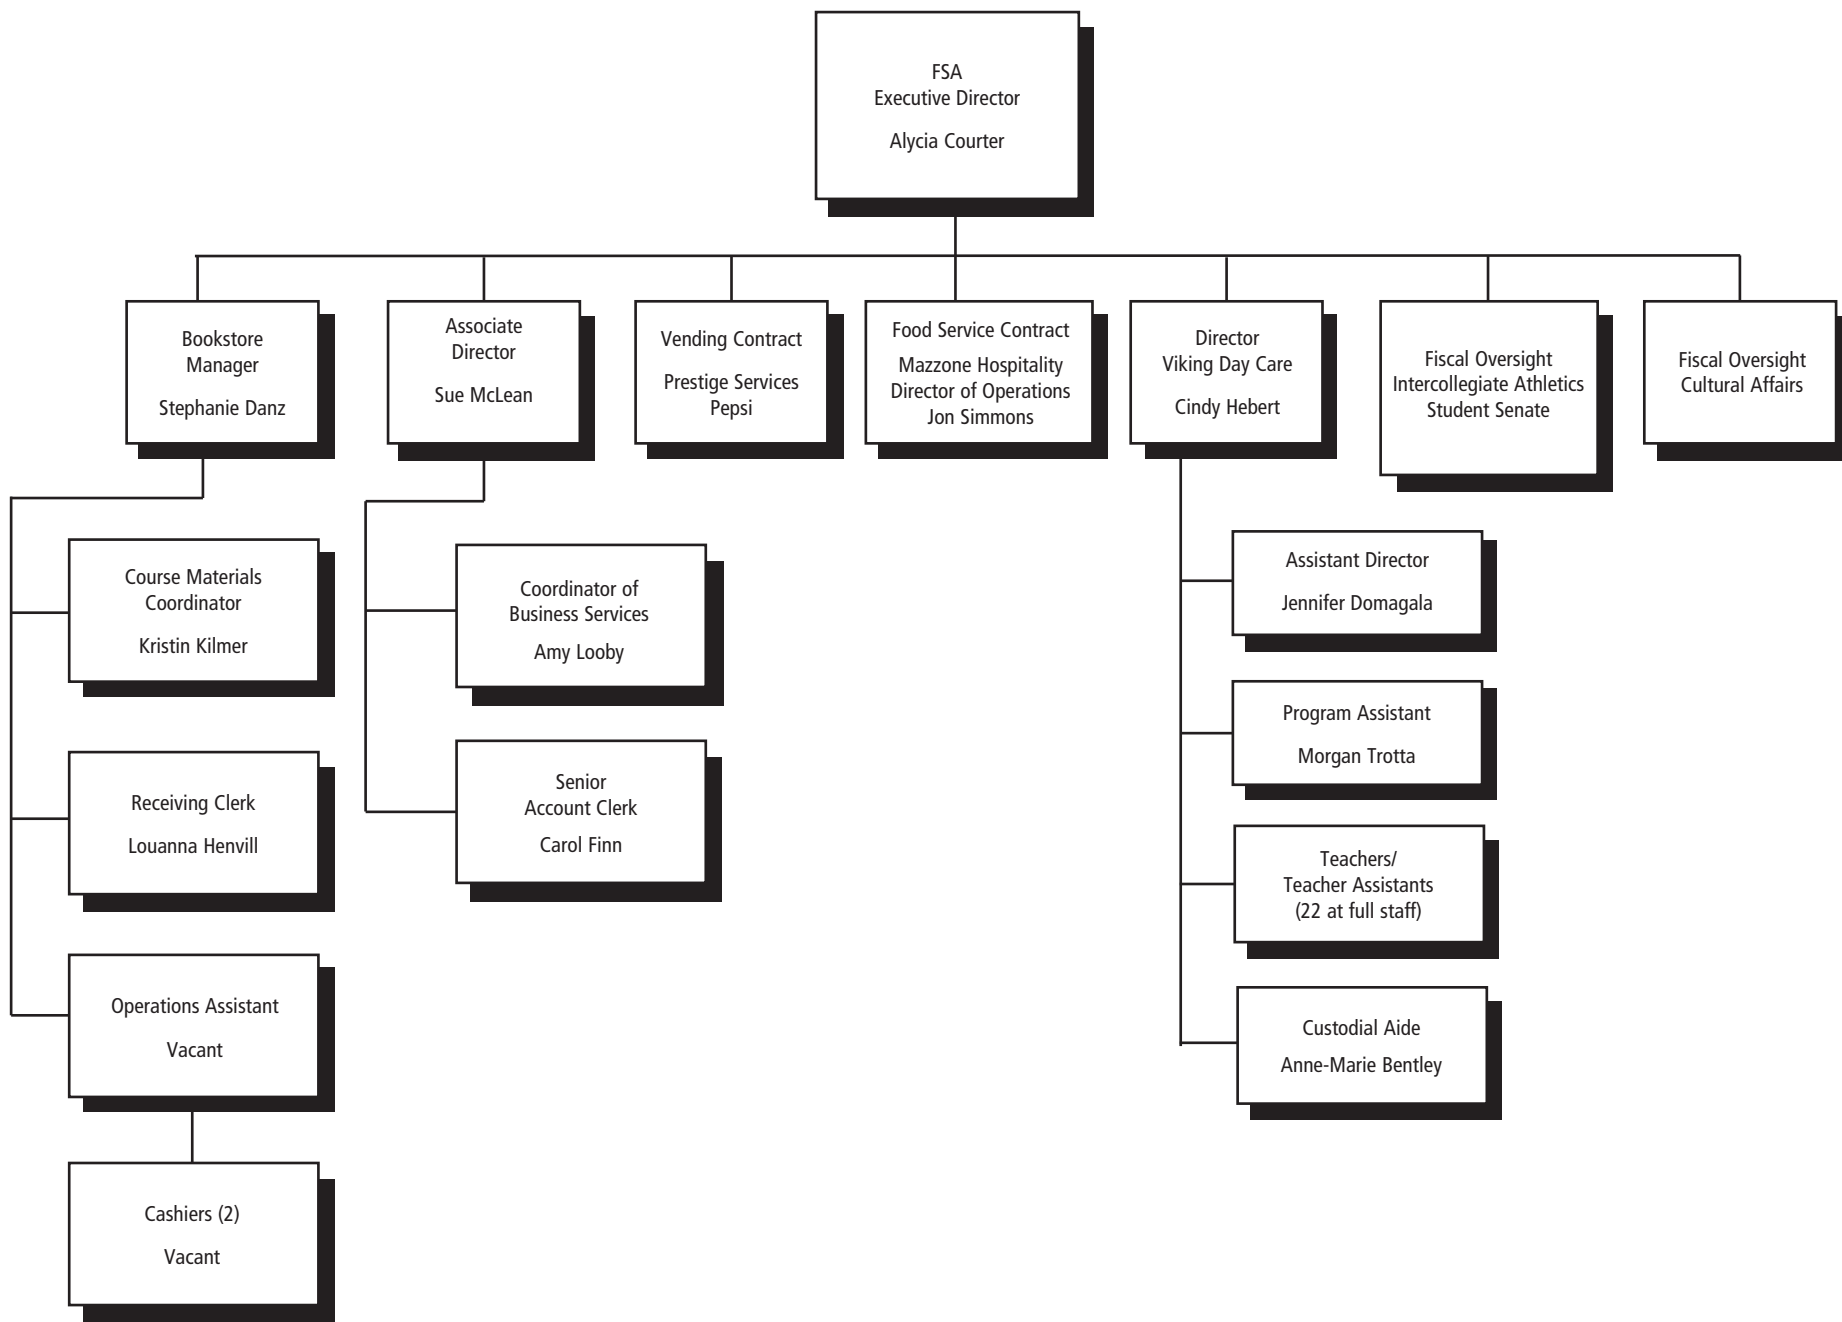 FSA
Executive Director
Alycia Courter
Bookstore
Manager
Stephanie Danz
Associate
Director
Sue McLean
Vending Contract
Prestige Services
Pepsi
Food Service Contract
Mazzone Hospitality
Director of Operations
Jon Simmons
Director
Viking Day Care
Cindy Hebert
Fiscal Oversight
Intercollegiate Athletics
Student Senate
Fiscal Oversight
Cultural Affairs
Course Materials
Coordinator
Kristin Kilmer
Receiving Clerk
Louanna Henvill
Operations Assistant
Vacant
Cashiers (2)
Vacant
Coordinator of
Business Services
Amy Looby
Senior
Account Clerk
Carol Finn
Assistant Director
Jennifer Domagala
Program Assistant
Morgan Trotta
Teachers/
Teacher Assistants
(22 at full staff)
Custodial Aide
Anne-Marie Bentley